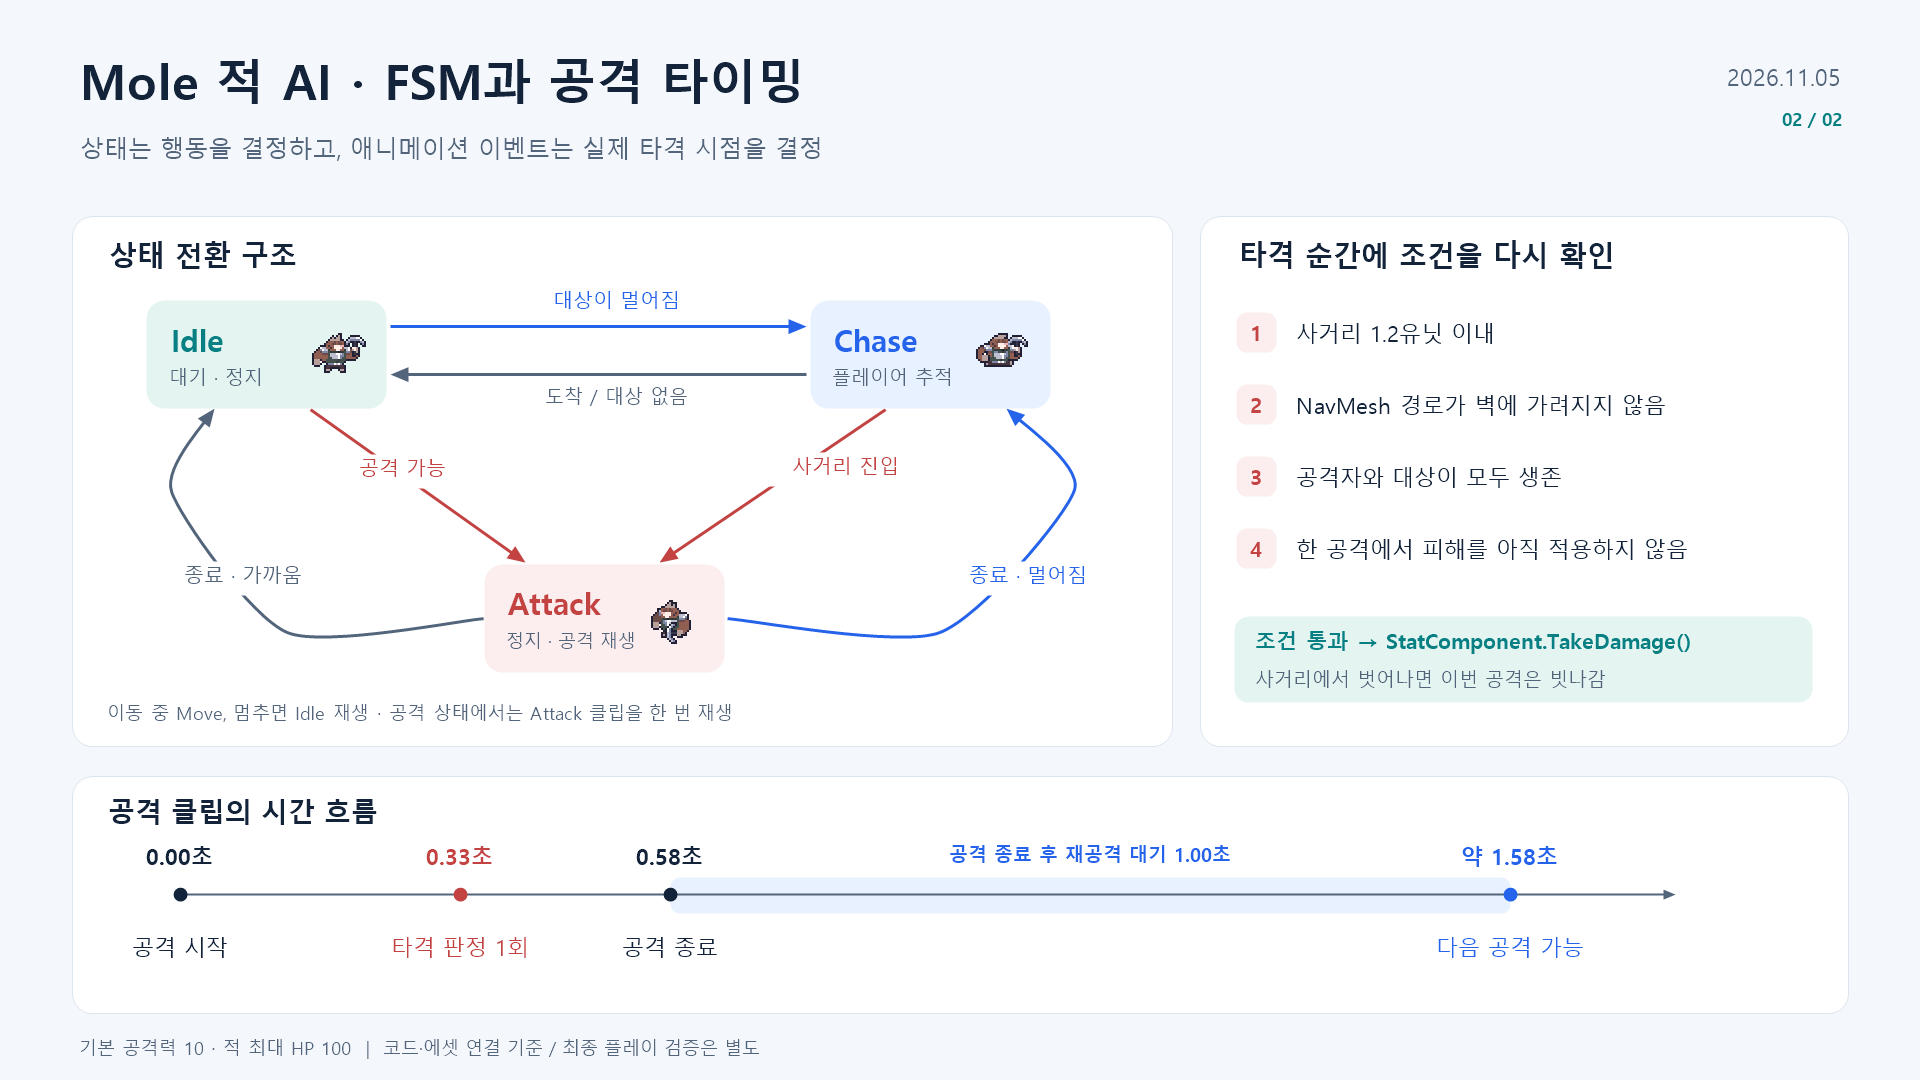 Mole 적 AI · FSM과 공격 타이밍
2026.11.05
02 / 02
상태는 행동을 결정하고, 애니메이션 이벤트는 실제 타격 시점을 결정
상태 전환 구조
대상이 멀어짐
Idle
대기 · 정지
Chase
플레이어 추적
도착 / 대상 없음
공격 가능
사거리 진입
종료 · 가까움
종료 · 멀어짐
Attack
정지 · 공격 재생
이동 중 Move, 멈추면 Idle 재생 · 공격 상태에서는 Attack 클립을 한 번 재생
타격 순간에 조건을 다시 확인
1 사거리 1.2유닛 이내
2 NavMesh 경로가 벽에 가려지지 않음
3 공격자와 대상이 모두 생존
4 한 공격에서 피해를 아직 적용하지 않음
조건 통과 → StatComponent.TakeDamage()
사거리에서 벗어나면 이번 공격은 빗나감
공격 클립의 시간 흐름
0.00초
0.33초
0.58초
공격 종료 후 재공격 대기 1.00초
약 1.58초
공격 시작
타격 판정 1회
공격 종료
다음 공격 가능
기본 공격력 10 · 적 최대 HP 100 | 코드·에셋 연결 기준 / 최종 플레이 검증은 별도